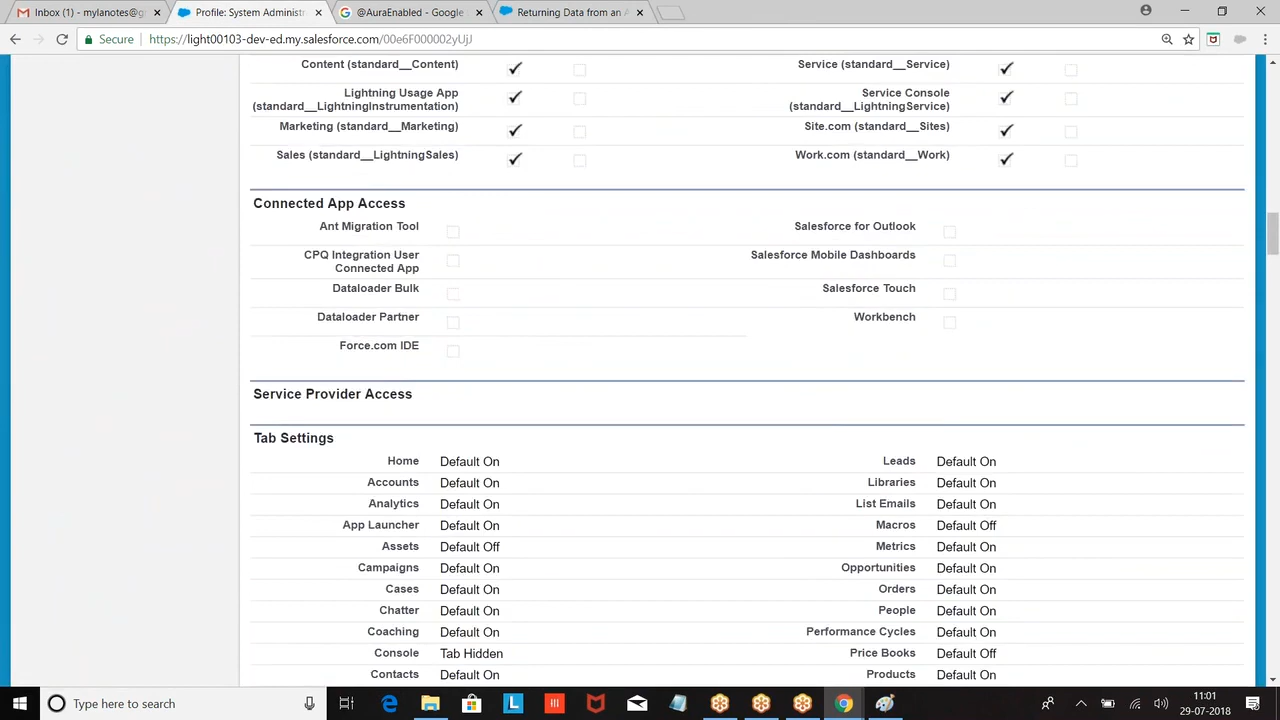 Inbox (1) - mylanotes@g
Profile: System Administr
@AuraEnabled - Google
Returning Data from an A
Secure
https://light00103-dev-ed.my.salesforce.com/00e6F000002yUjJ
Content (standard__Content)
Service (standard__Service)
Lightning Usage App
(standard__LightningInstrumentation)
Service Console
(standard__LightningService)
Marketing (standard__Marketing)
Site.com (standard__Sites)
Sales (standard__LightningSales)
Work.com (standard__Work)
Connected App Access
Ant Migration Tool
Salesforce for Outlook
CPQ Integration User
Connected App
Salesforce Mobile Dashboards
Dataloader Bulk
Salesforce Touch
Dataloader Partner
Workbench
Force.com IDE
Service Provider Access
Tab Settings
Home Default On
Leads Default On
Accounts Default On
Libraries Default On
Analytics Default On
List Emails Default On
App Launcher Default On
Macros Default Off
Assets Default Off
Metrics Default On
Campaigns Default On
Opportunities Default On
Cases Default On
Orders Default On
Chatter Default On
People Default On
Coaching Default On
Performance Cycles Default On
Console Tab Hidden
Price Books Default Off
Contacts Default On
Products Default On
Type here to search
11:01
29-07-2018